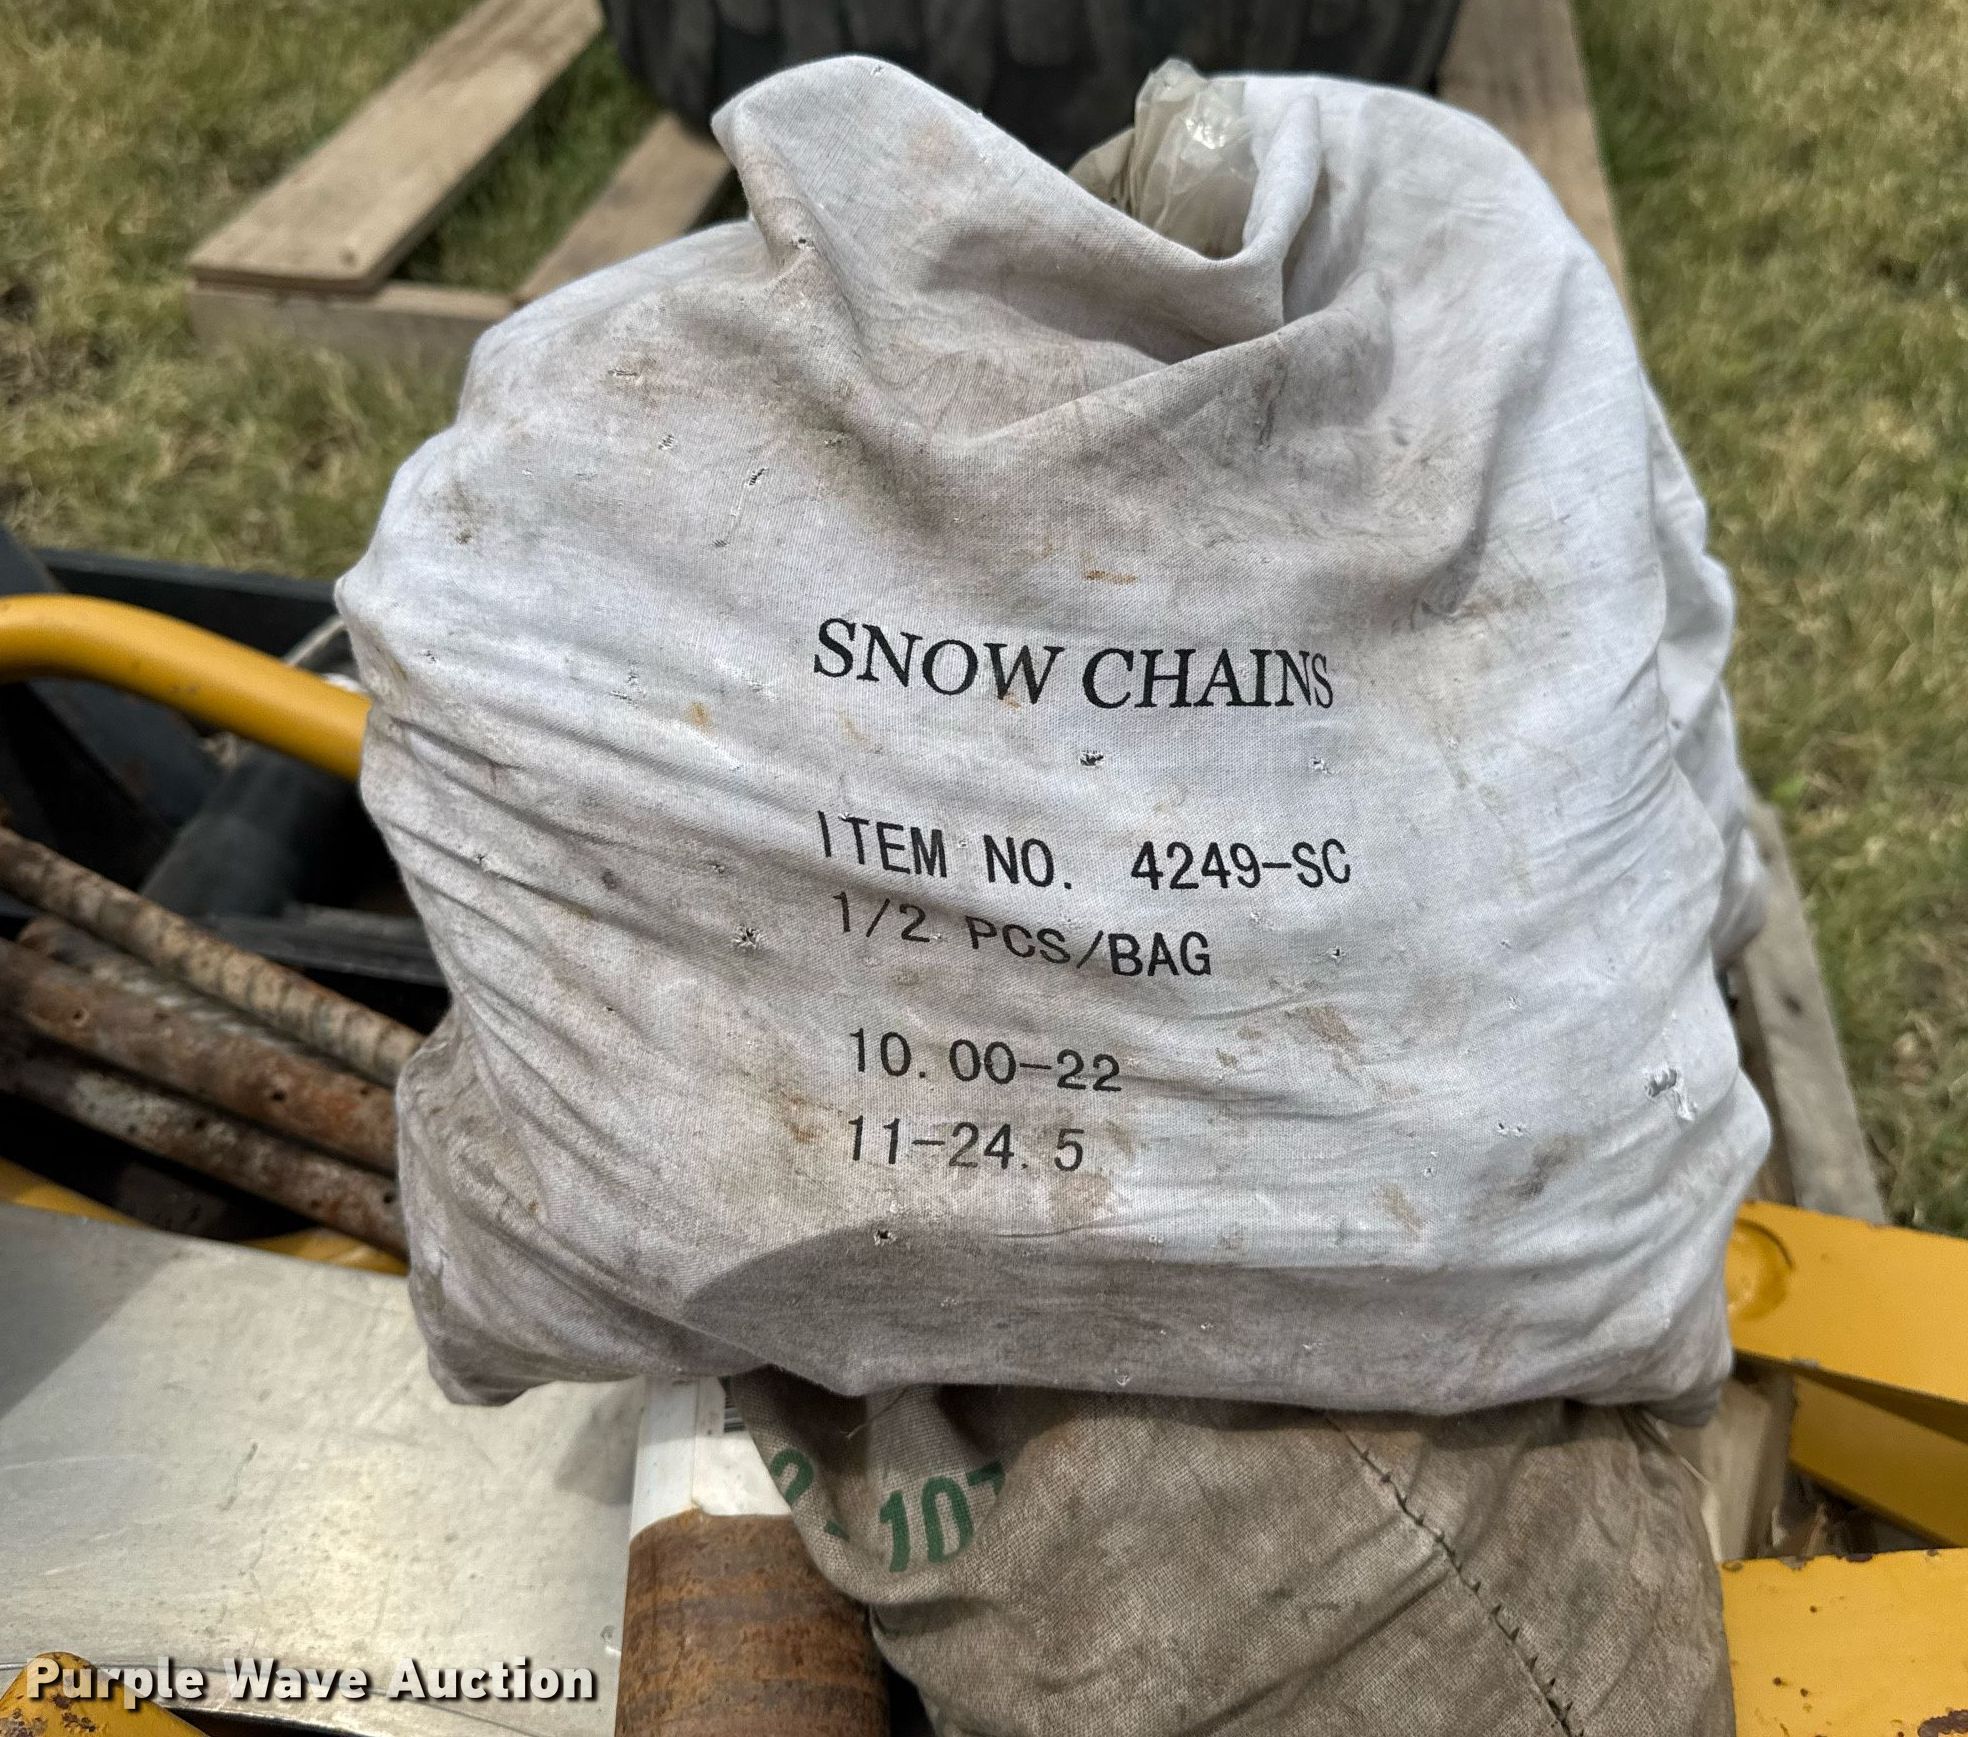 SNOW CHAINS
ITEM NO. 4249-SC
1/2 PCS/BAG
10.00-22
11-24.5
107
Purple Wave Auction